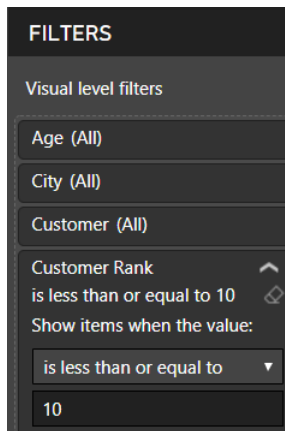 FILTERS
Visual level filters
Age (All)
City (All)
Customer (All)
Customer Rank
is less than or equal to 10
Show items when the value:
is less than or equal to
10